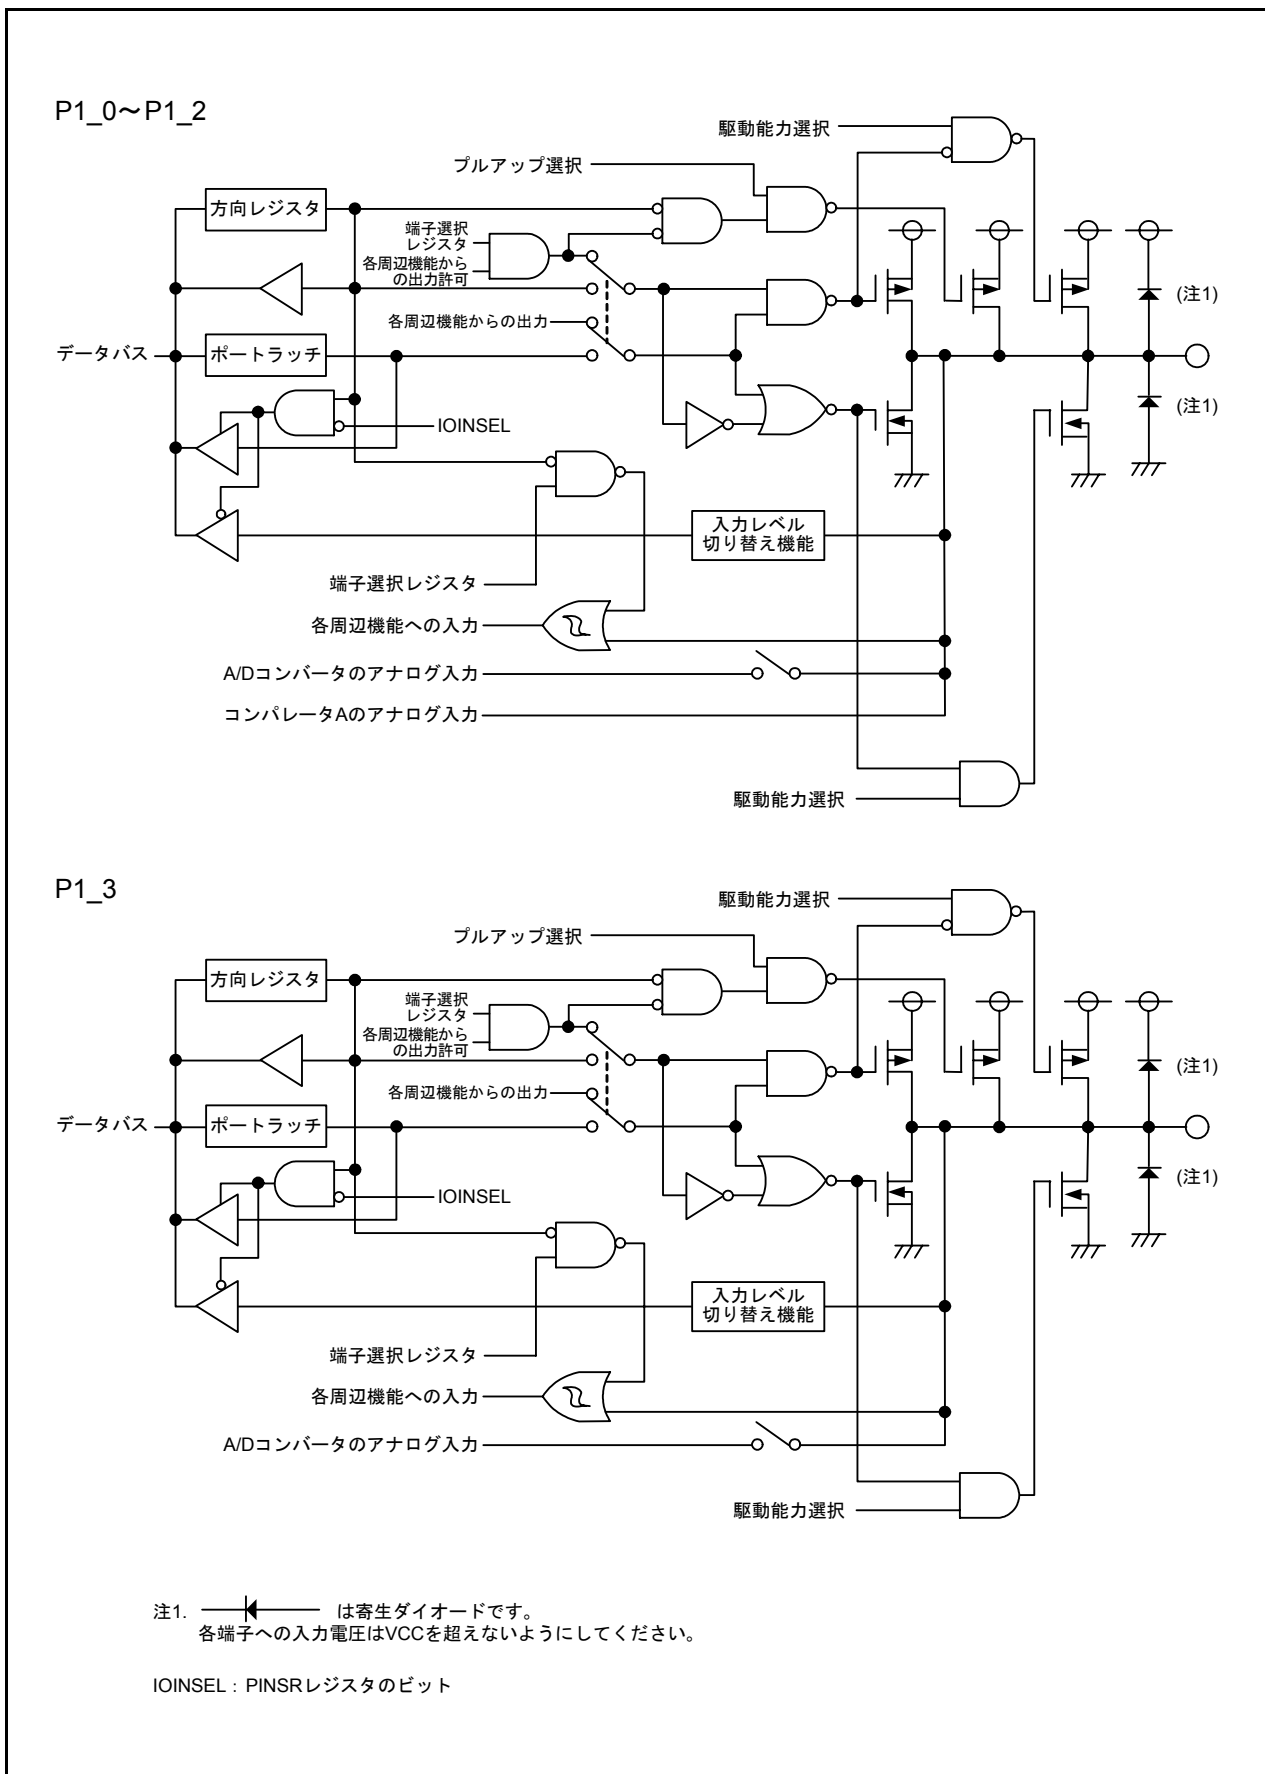 P1_0～P1_2
駆動能力選択
プルアップ選択
方向レジスタ
端子選択
レジスタ
各周辺機能から
の出力許可
(注1)
各周辺機能からの出力
データバス
ポートラッチ
(注1)
IOINSEL
入力レベル
切り替え機能
端子選択レジスタ
各周辺機能への入力
A/Dコンバータのアナログ入力
コンパレータAのアナログ入力
駆動能力選択
P1_3
駆動能力選択
プルアップ選択
方向レジスタ
端子選択
レジスタ
各周辺機能から
の出力許可
(注1)
各周辺機能からの出力
データバス
ポートラッチ
(注1)
IOINSEL
入力レベル
切り替え機能
端子選択レジスタ
各周辺機能への入力
A/Dコンバータのアナログ入力
駆動能力選択
注1. は寄生ダイオードです。
各端子への入力電圧はVCCを超えないようにしてください。
IOINSEL：PINSRレジスタのビット